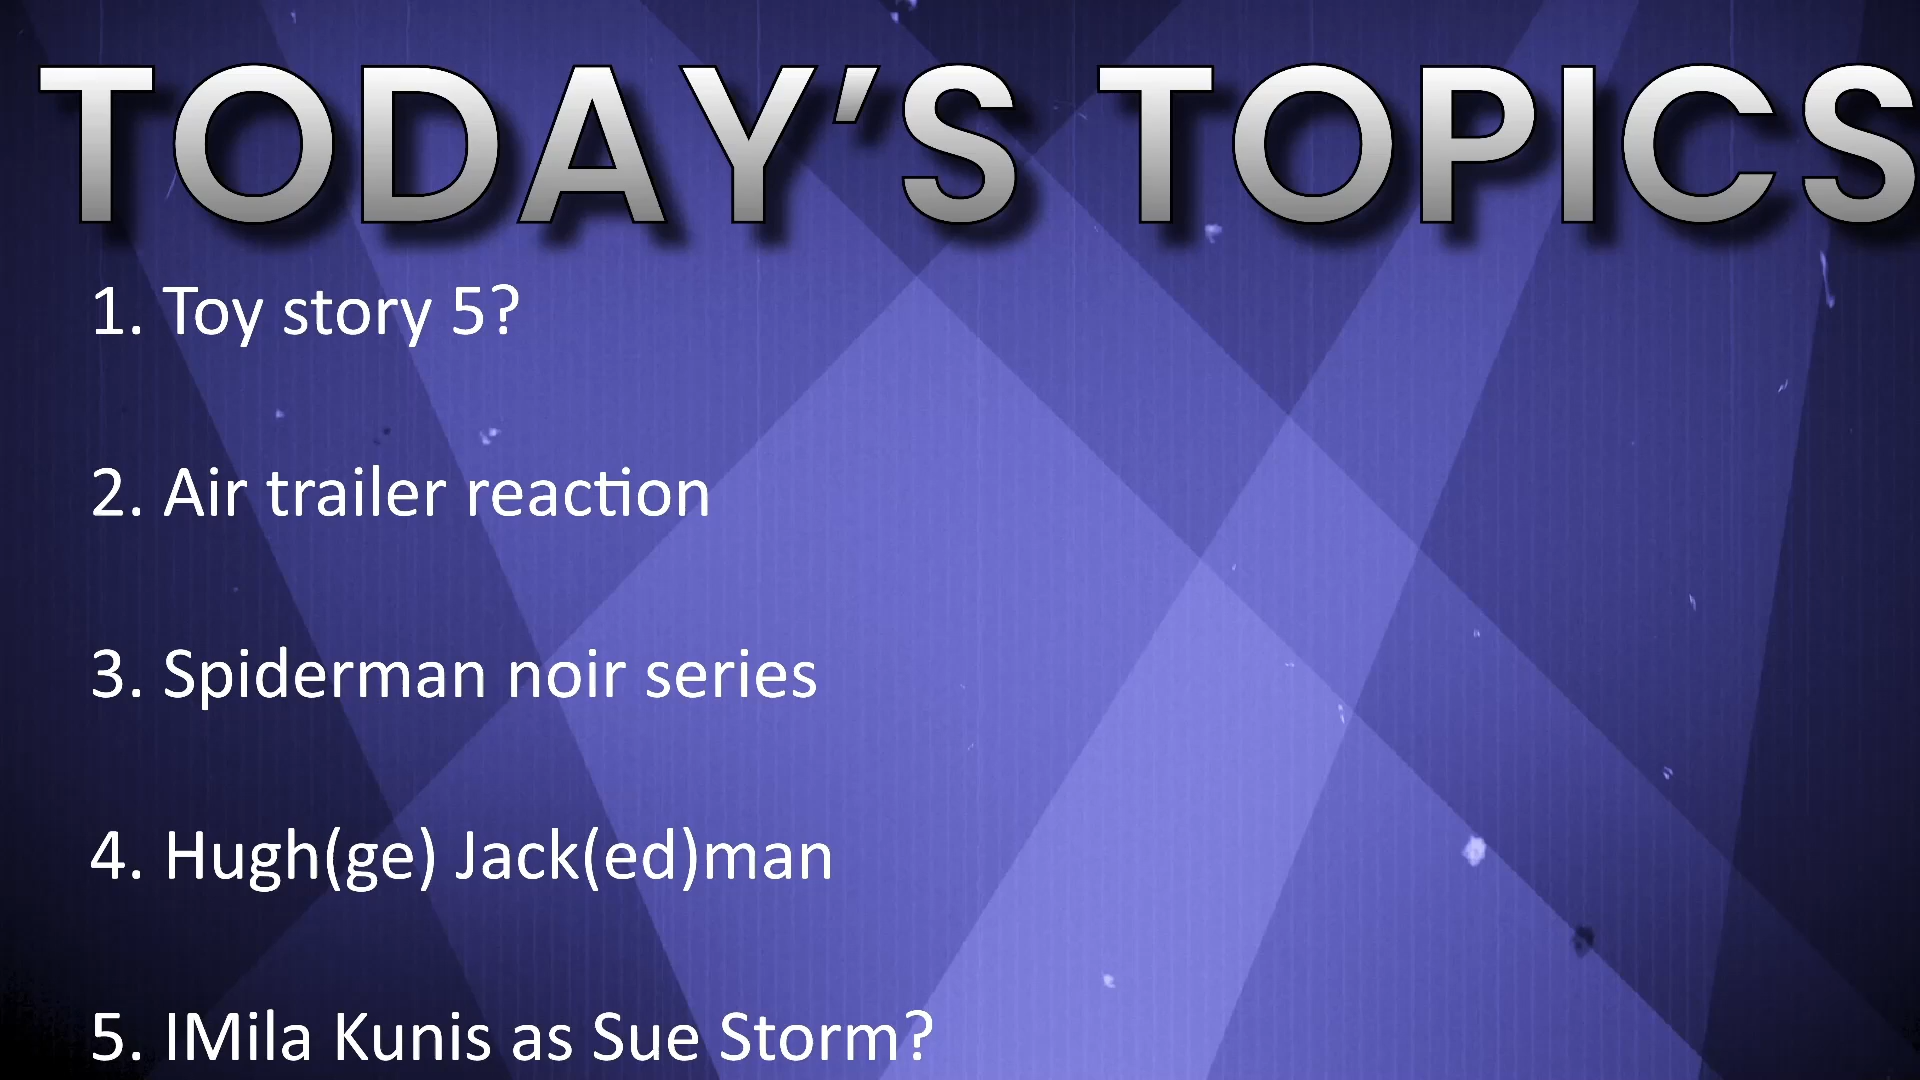 TODAY’S TOPICS
1. Toy story 5?
2. Air trailer reaction
3. Spiderman noir series
4. Hugh(ge) Jack(ed)man
5. IMila Kunis as Sue Storm?